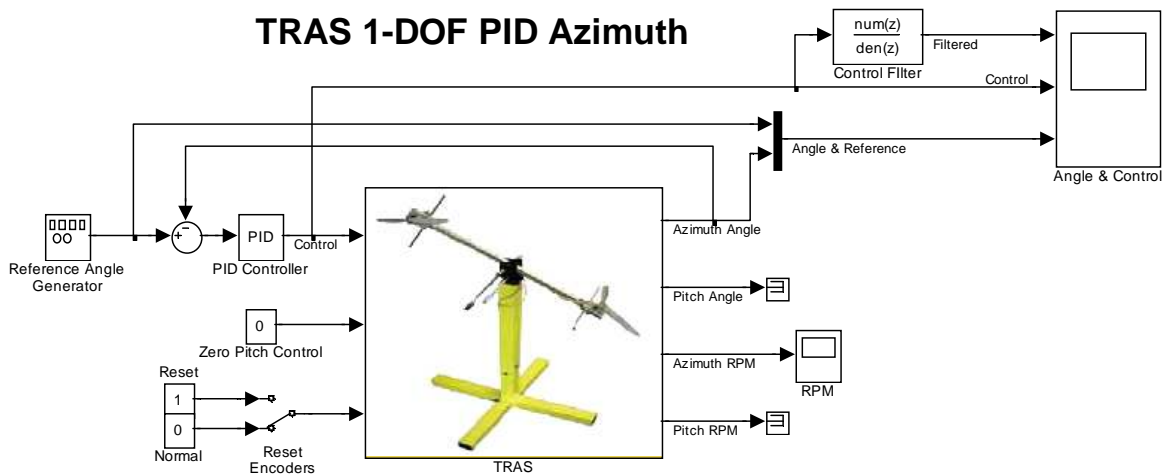 TRAS 1-DOF PID Azimuth
num(z)
den(z)
Filtered
Control FIlter
Control
Angle & Reference
Angle & Control
Reference Angle
Generator
+
−
PID
PID Controller
Control
Azimuth Angle
Pitch Angle
0
Zero Pitch Control
Azimuth RPM
RPM
Reset
1
0
Normal
Reset
Encoders
Pitch RPM
TRAS